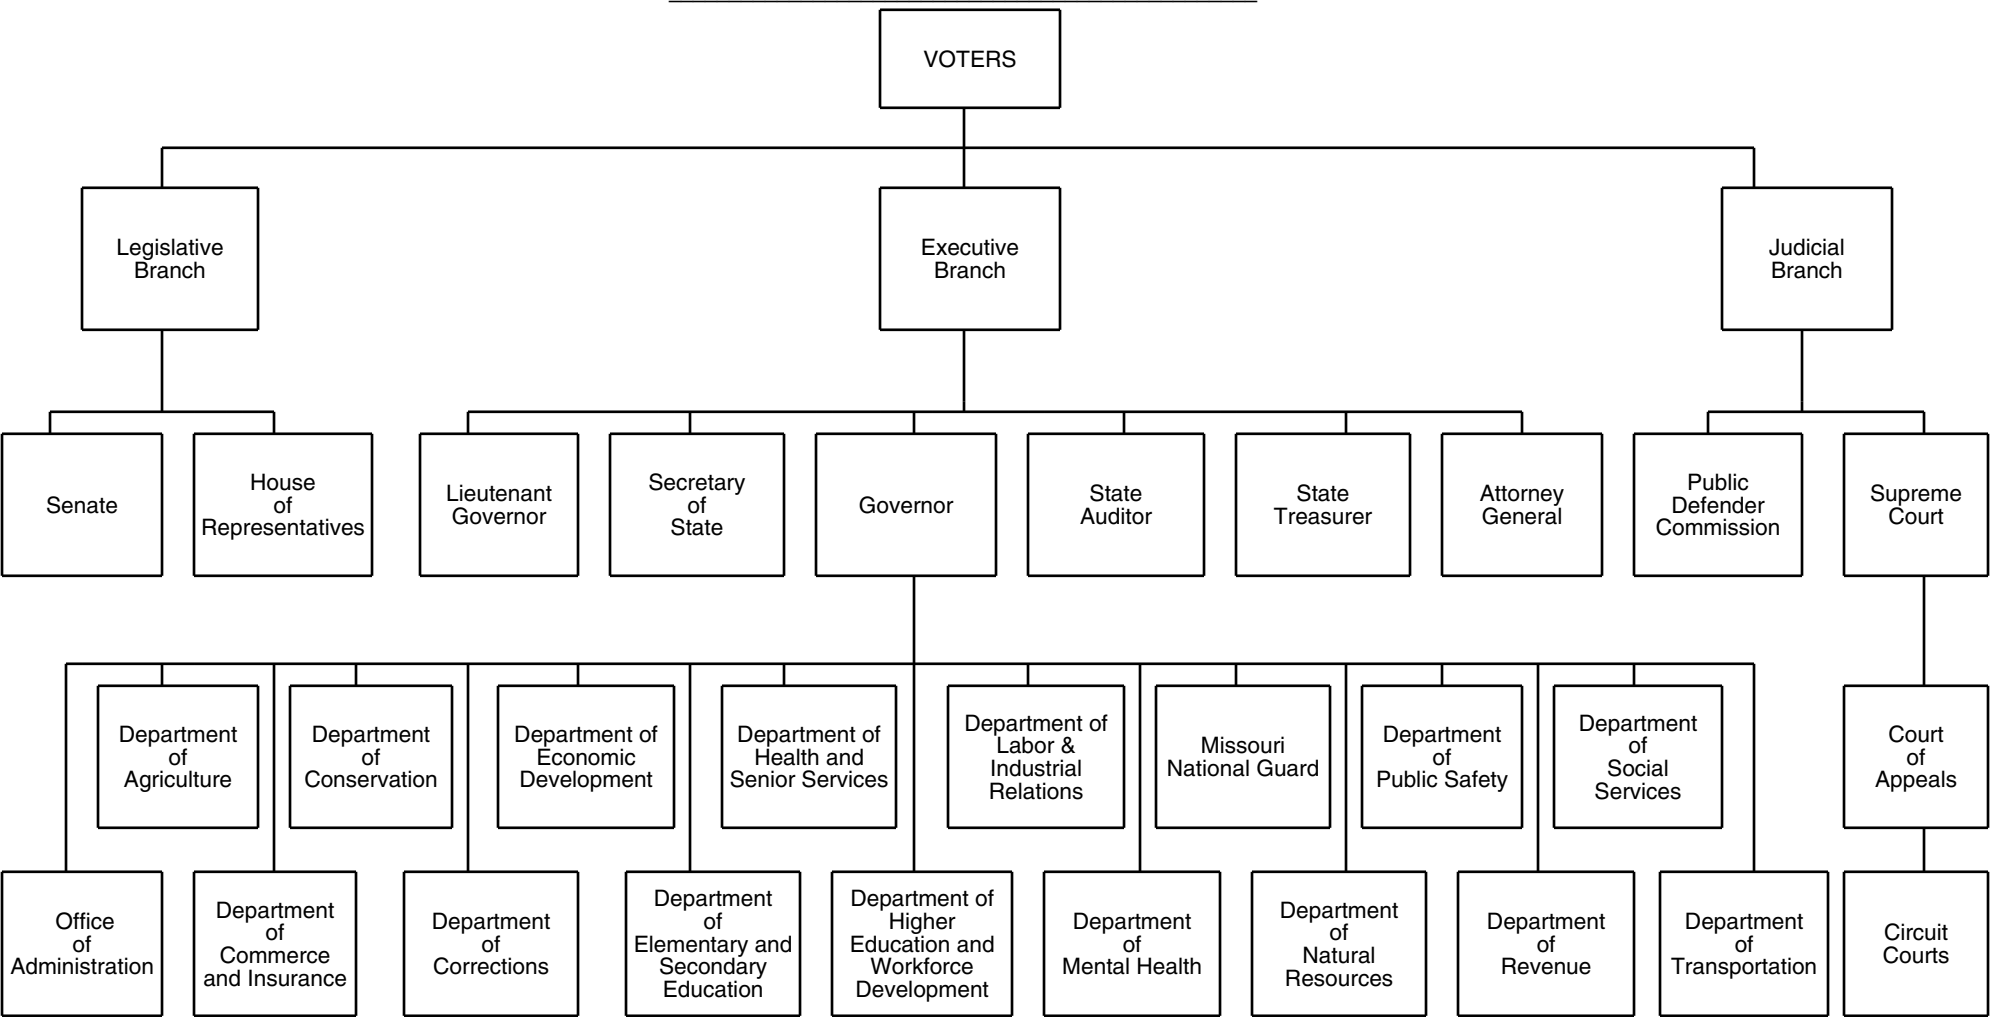 VOTERS
Legislative
Branch
Executive
Branch
Judicial
Branch
Senate
House
of
Representatives
Lieutenant
Governor
Secretary
of
State
Governor
State
Auditor
State
Treasurer
Attorney
General
Public
Defender
Commission
Supreme
Court
Department
of
Agriculture
Department
of
Conservation
Department of
Economic
Development
Department of
Health and
Senior Services
Department of
Labor &
Industrial
Relations
Missouri
National Guard
Department
of
Public Safety
Department
of
Social
Services
Court
of
Appeals
Office
of
Administration
Department
of
Commerce
and Insurance
Department
of
Corrections
Department
of
Elementary and
Secondary
Education
Department of
Higher
Education and
Workforce
Development
Department
of
Mental Health
Department
of
Natural
Resources
Department
of
Revenue
Department
of
Transportation
Circuit
Courts